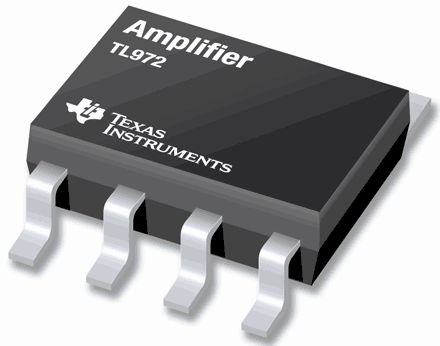 Amplifier
TL972
TEXAS
INSTRUMENTS